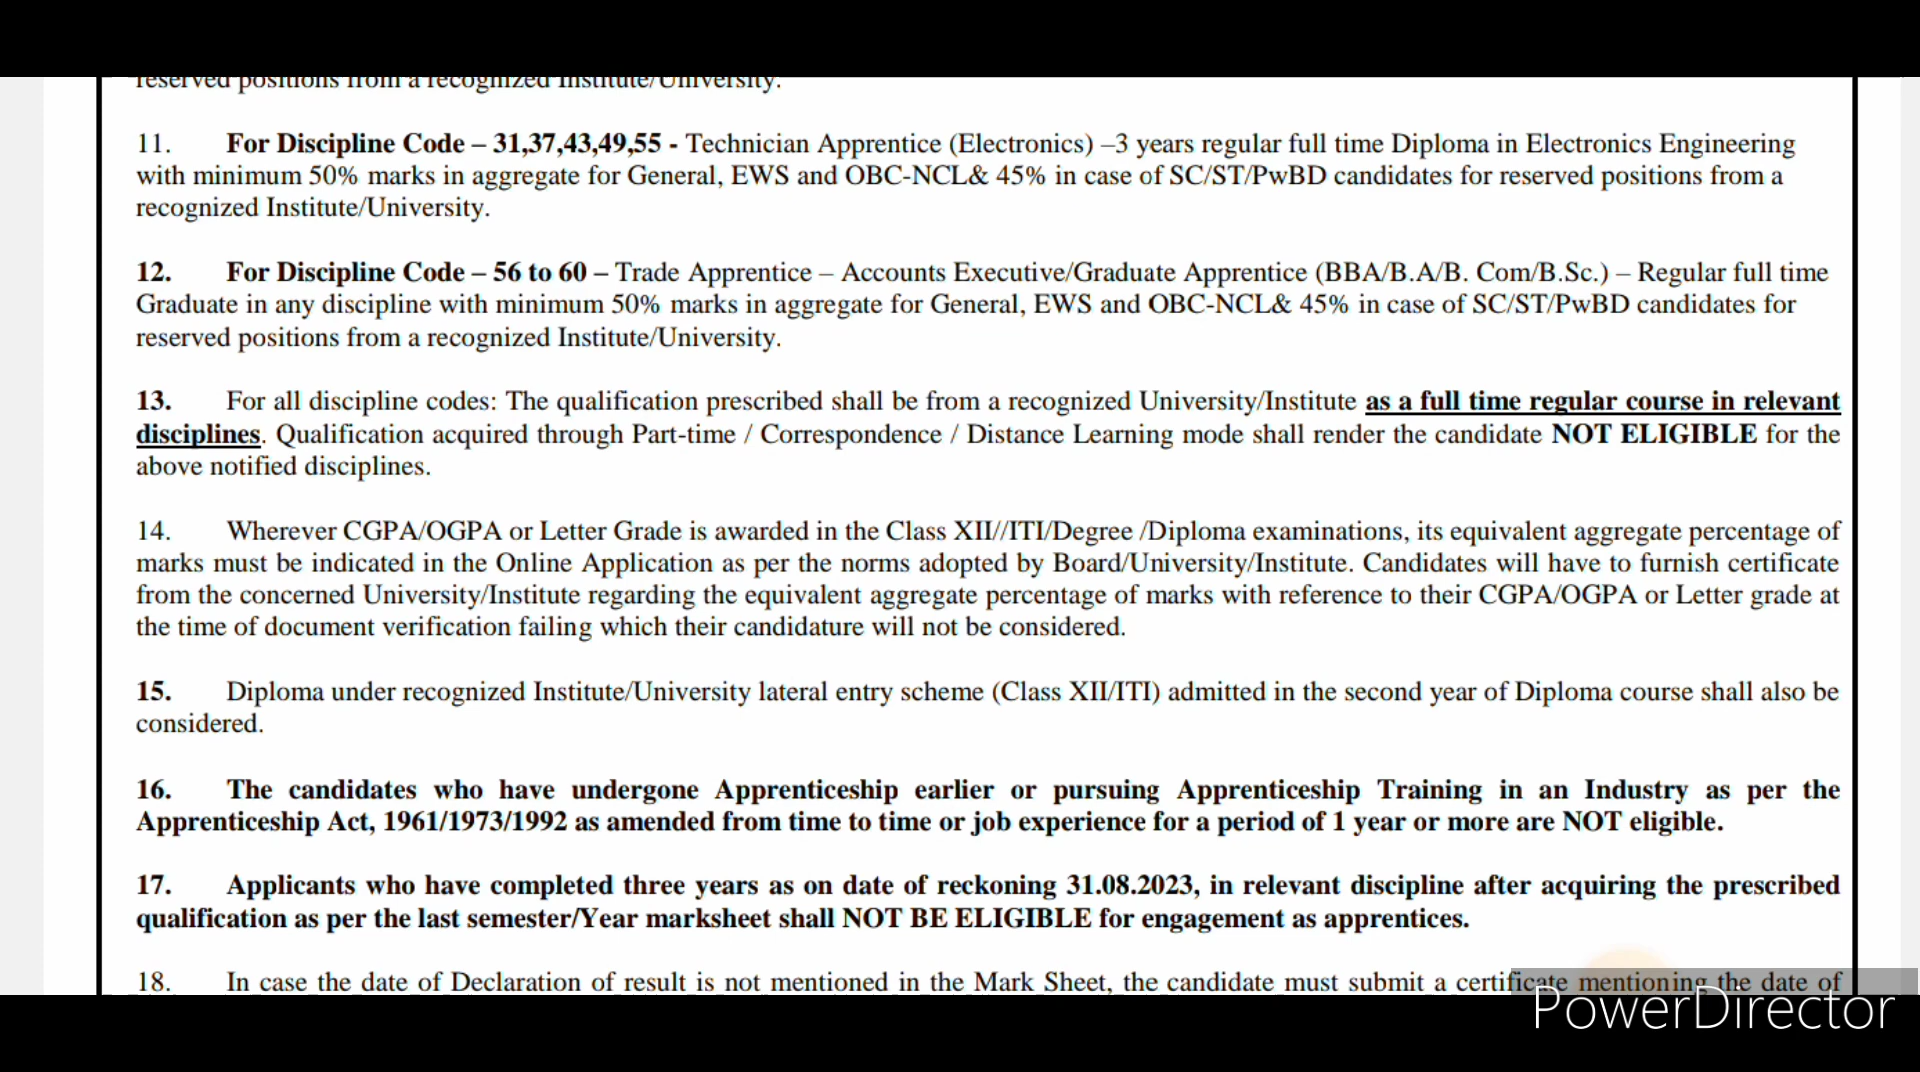 reserved positions from a recognized Institute/University.
11. For Discipline Code – 31,37,43,49,55 - Technician Apprentice (Electronics) –3 years regular full time Diploma in Electronics Engineering
with minimum 50% marks in aggregate for General, EWS and OBC-NCL& 45% in case of SC/ST/PwBD candidates for reserved positions from a
recognized Institute/University.
12. For Discipline Code – 56 to 60 – Trade Apprentice – Accounts Executive/Graduate Apprentice (BBA/B.A/B. Com/B.Sc.) – Regular full time
Graduate in any discipline with minimum 50% marks in aggregate for General, EWS and OBC-NCL& 45% in case of SC/ST/PwBD candidates for
reserved positions from a recognized Institute/University.
13. For all discipline codes: The qualification prescribed shall be from a recognized University/Institute as a full time regular course in relevant
disciplines. Qualification acquired through Part-time / Correspondence / Distance Learning mode shall render the candidate NOT ELIGIBLE for the
above notified disciplines.
14. Wherever CGPA/OGPA or Letter Grade is awarded in the Class XII//ITI/Degree /Diploma examinations, its equivalent aggregate percentage of
marks must be indicated in the Online Application as per the norms adopted by Board/University/Institute. Candidates will have to furnish certificate
from the concerned University/Institute regarding the equivalent aggregate percentage of marks with reference to their CGPA/OGPA or Letter grade at
the time of document verification failing which their candidature will not be considered.
15. Diploma under recognized Institute/University lateral entry scheme (Class XII/ITI) admitted in the second year of Diploma course shall also be
considered.
16. The candidates who have undergone Apprenticeship earlier or pursuing Apprenticeship Training in an Industry as per the
Apprenticeship Act, 1961/1973/1992 as amended from time to time or job experience for a period of 1 year or more are NOT eligible.
17. Applicants who have completed three years as on date of reckoning 31.08.2023, in relevant discipline after acquiring the prescribed
qualification as per the last semester/Year marksheet shall NOT BE ELIGIBLE for engagement as apprentices.
18. In case the date of Declaration of result is not mentioned in the Mark Sheet, the candidate must submit a certificate mentioning the date of
PowerDirector